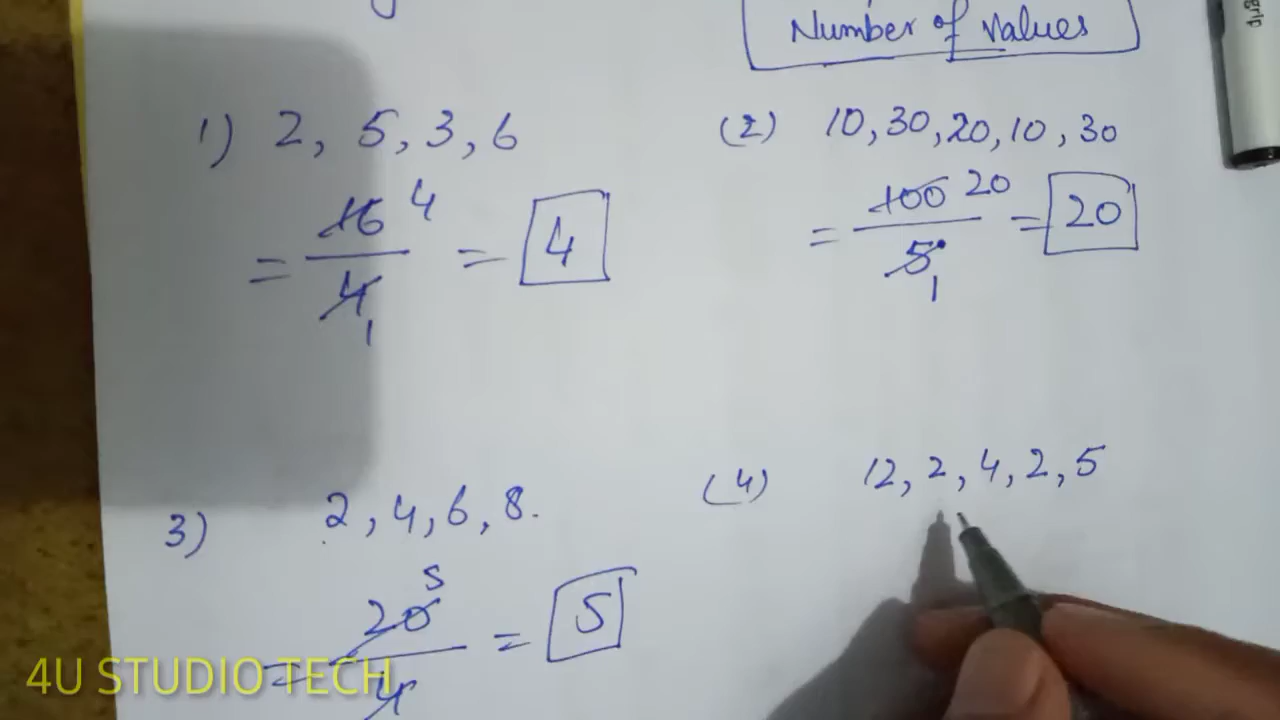 Number of values
1) 2, 5, 3, 6
= 16 4 / 4 1 = 4
(2) 10, 30, 20, 10, 30
= 100 20 / 5 1 = 20
3) 2, 4, 6, 8.
= 20 5 / 4 = 5
(4) 12, 2, 4, 2, 5
grip
4U STUDIO TECH